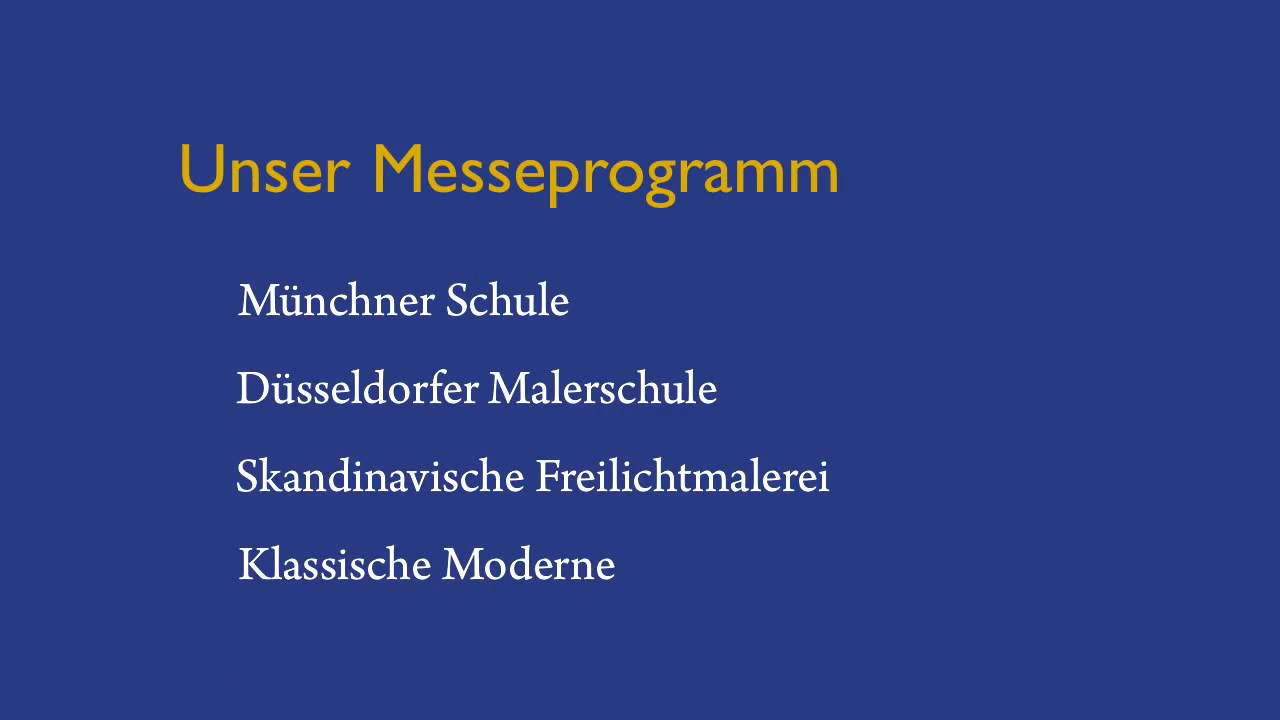 Unser Messeprogramm
Münchner Schule
Düsseldorfer Malerschule
Skandinavische Freilichtmalerei
Klassische Moderne